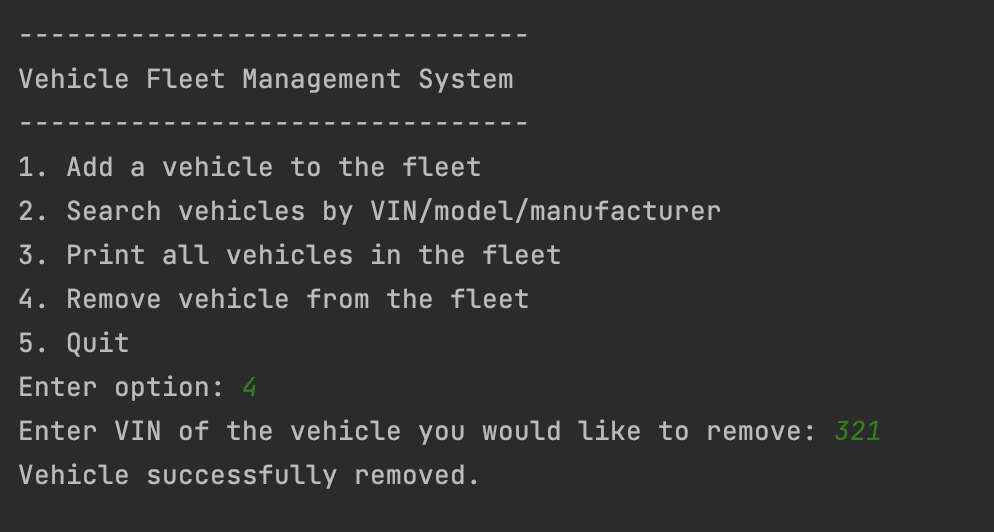 --------------------------------
Vehicle Fleet Management System
--------------------------------
1. Add a vehicle to the fleet
2. Search vehicles by VIN/model/manufacturer
3. Print all vehicles in the fleet
4. Remove vehicle from the fleet
5. Quit
Enter option: 4
Enter VIN of the vehicle you would like to remove: 321
Vehicle successfully removed.